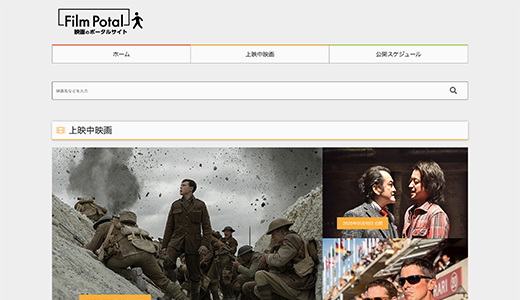 Film Potal
映画のポータルサイト
ホーム
上映中映画
公開スケジュール
映画名などを入力
上映中映画